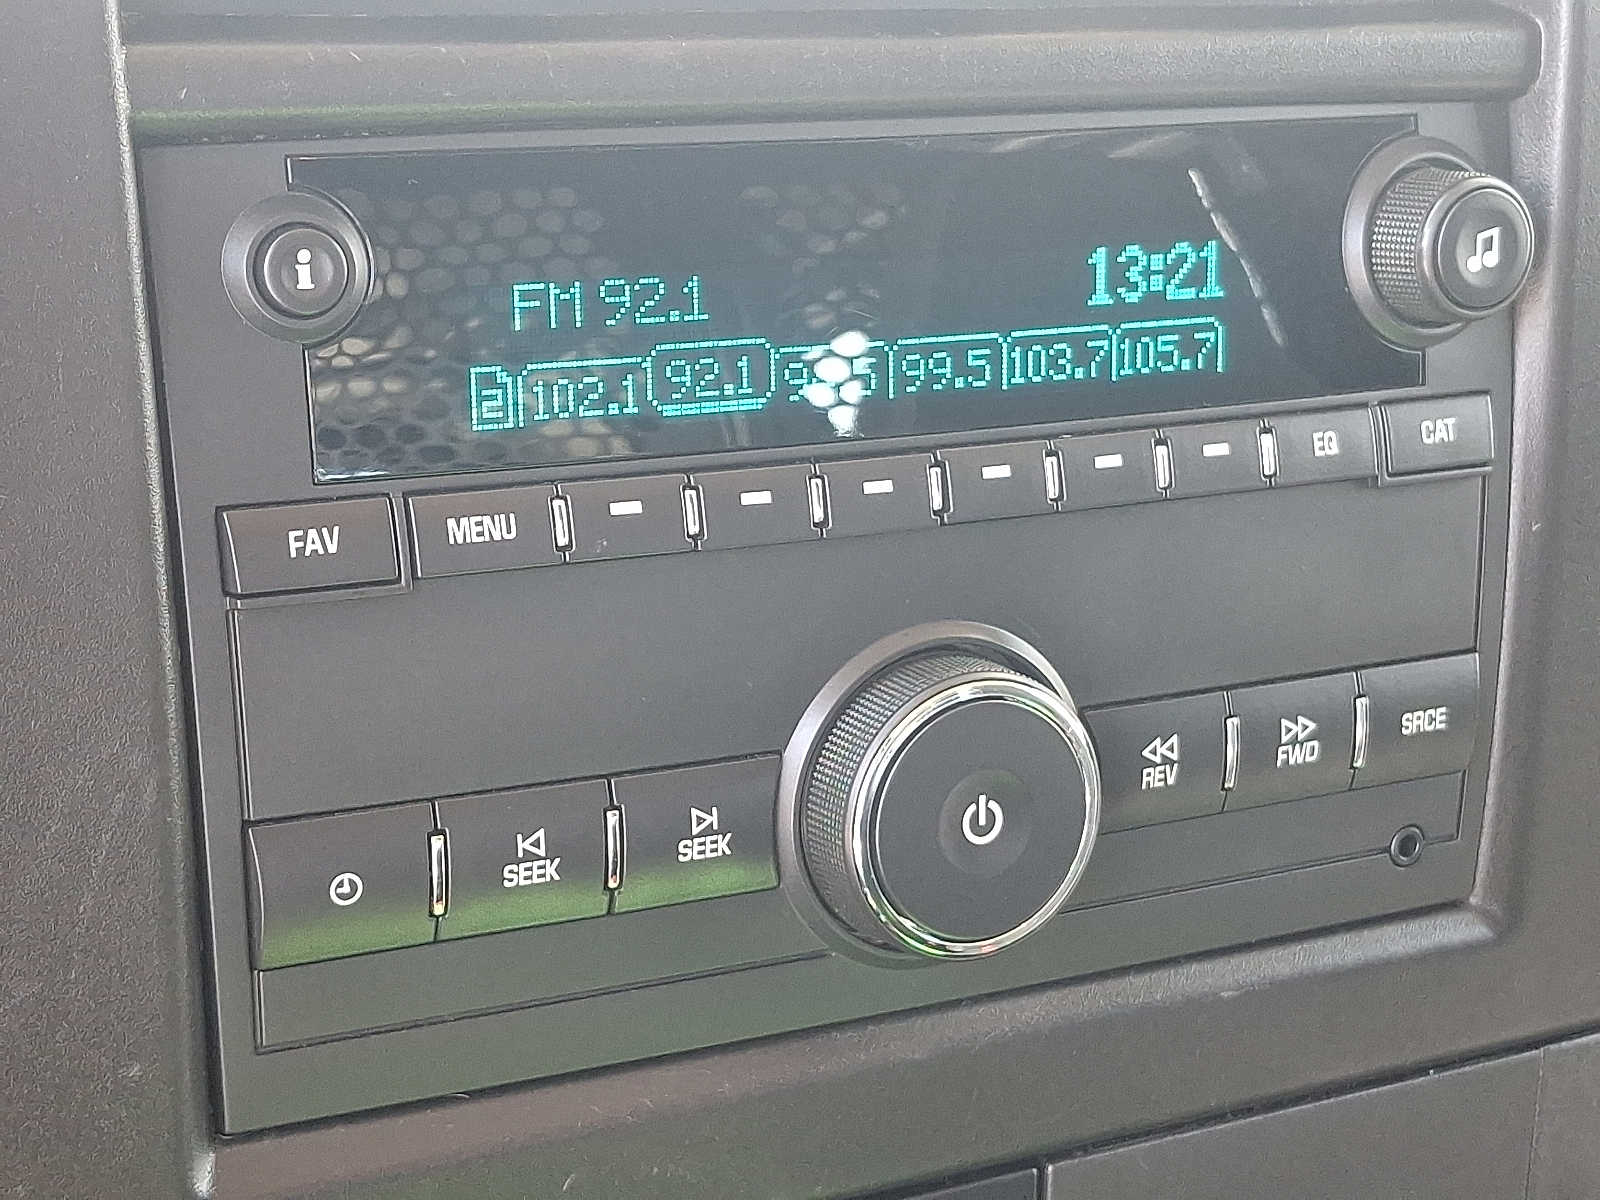 i
FM 92.1 13:21
2 102.1 92.1 99.5 103.7 105.7
FAV MENU EQ CAT
SEEK SEEK REV FWD SRCE